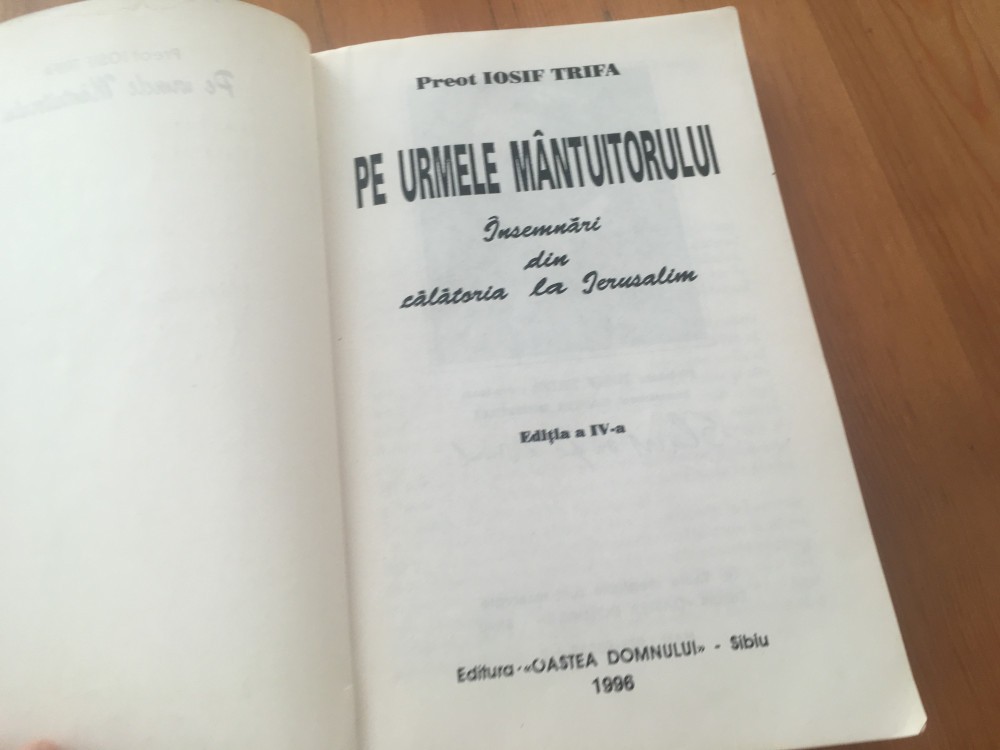 Preot IOSIF TRIFA
PE URMELE MÂNTUITORULUI
Însemnări
din
călătoria la Ierusalim
Ediţia a IV-a
Editura - «OASTEA DOMNULUI» - Sibiu
1996